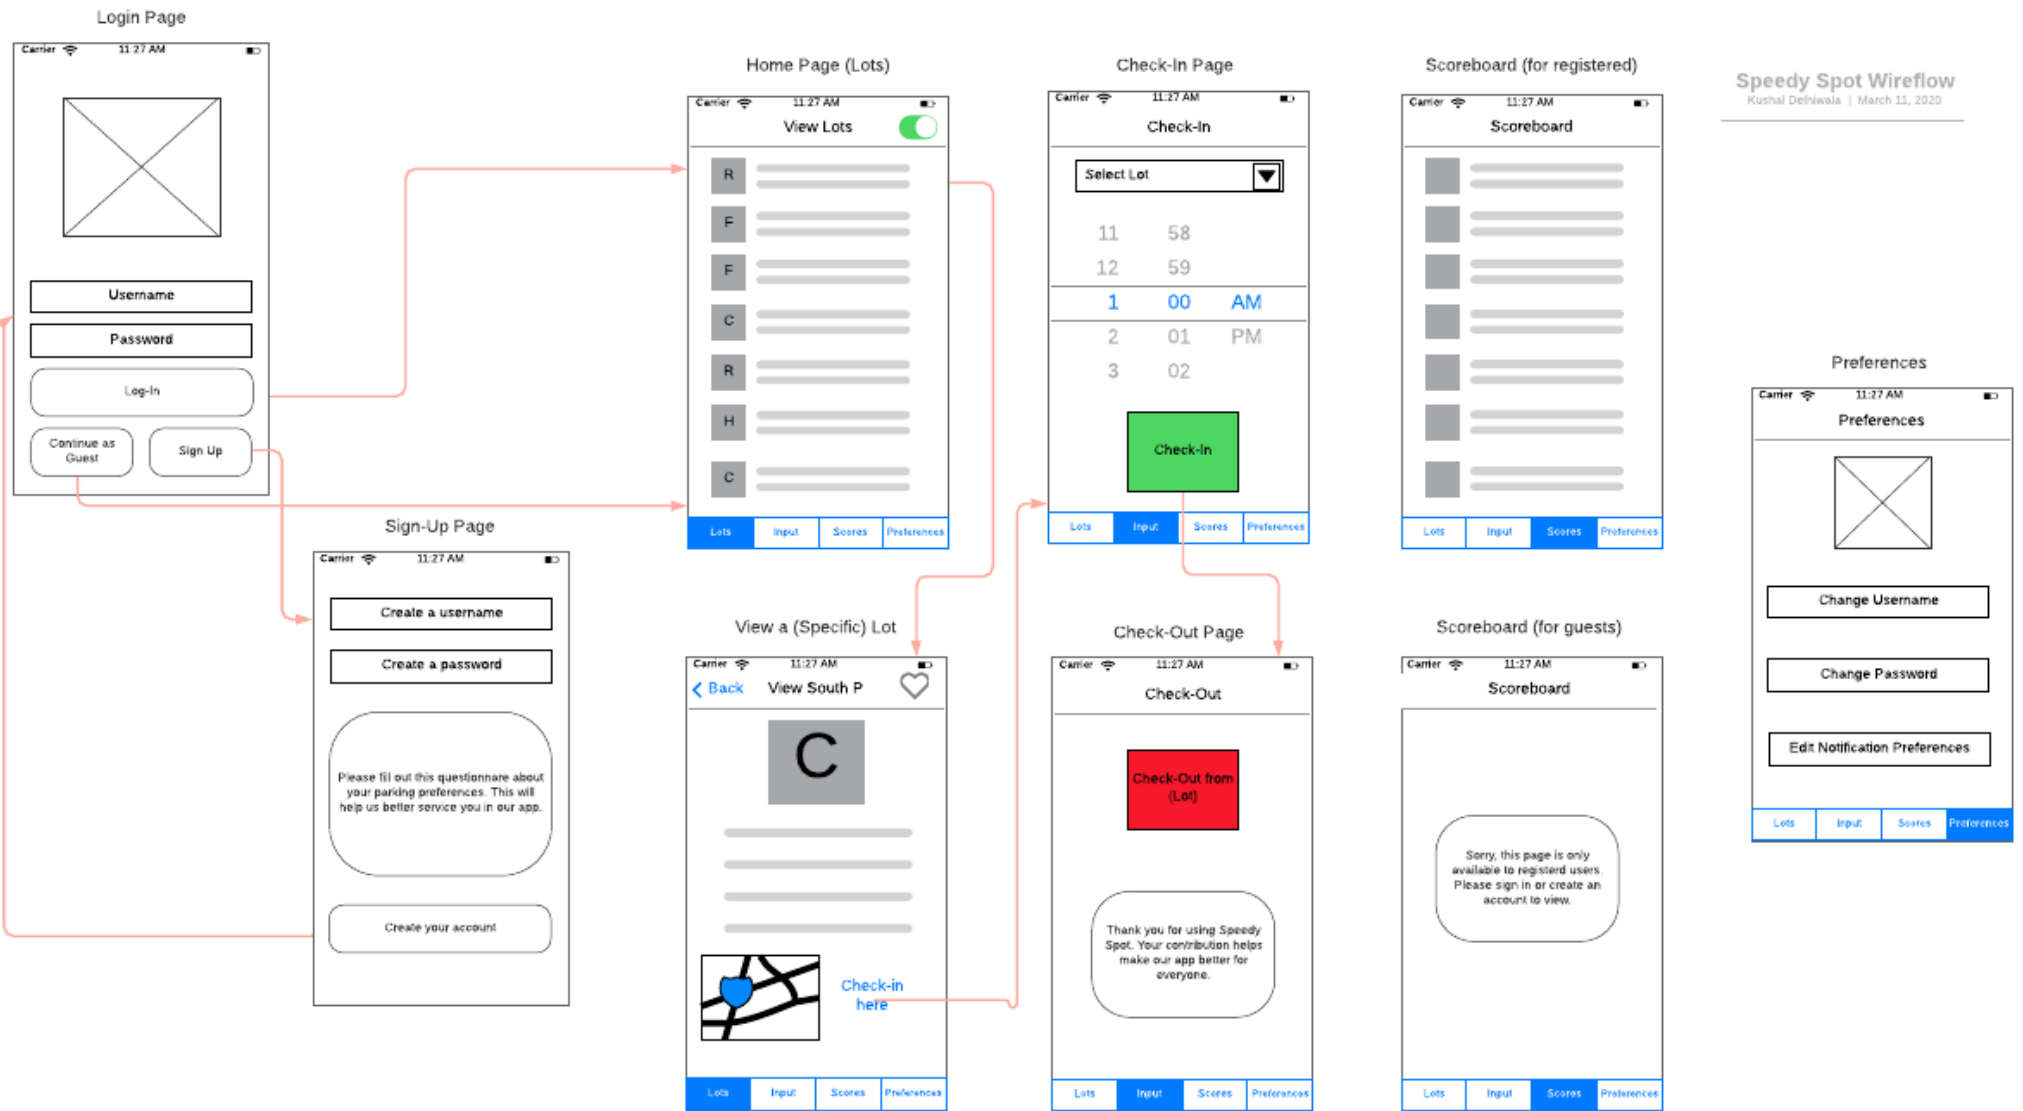 Login Page
Carrier 11:27 AM
Username
Password
Log-In
Continue as
Guest
Sign Up
Sign-Up Page
Carrier 11:27 AM
Create a username
Create a password
Please fill out this questionnare about
your parking preferences. This will
help us better service you in our app.
Create your account
Home Page (Lots)
Carrier 11:27 AM
View Lots
R
F
F
C
R
H
C
Lots Input Scores Preferences
View a (Specific) Lot
Carrier 11:27 AM
Back View South P
C
Check-in
here
Lots Input Scores Preferences
Check-In Page
Carrier 11:27 AM
Check-In
Select Lot
11 58
12 59
1 00 AM
2 01 PM
3 02
Check-In
Lots Input Scores Preferences
Check-Out Page
Carrier 11:27 AM
Check-Out
Check-Out from
(Lot)
Thank you for using Speedy
Spot. Your contribution helps
make our app better for
everyone.
Lots Input Scores Preferences
Scoreboard (for registered)
Carrier 11:27 AM
Scoreboard
Lots Input Scores Preferences
Scoreboard (for guests)
Carrier 11:27 AM
Scoreboard
Sorry, this page is only
available to registerd users.
Please sign in or create an
account to view.
Lots Input Scores Preferences
Speedy Spot Wireflow
Kushal Delhiwala | March 11, 2020
Preferences
Carrier 11:27 AM
Preferences
Change Username
Change Password
Edit Notification Preferences
Lots Input Scores Preferences